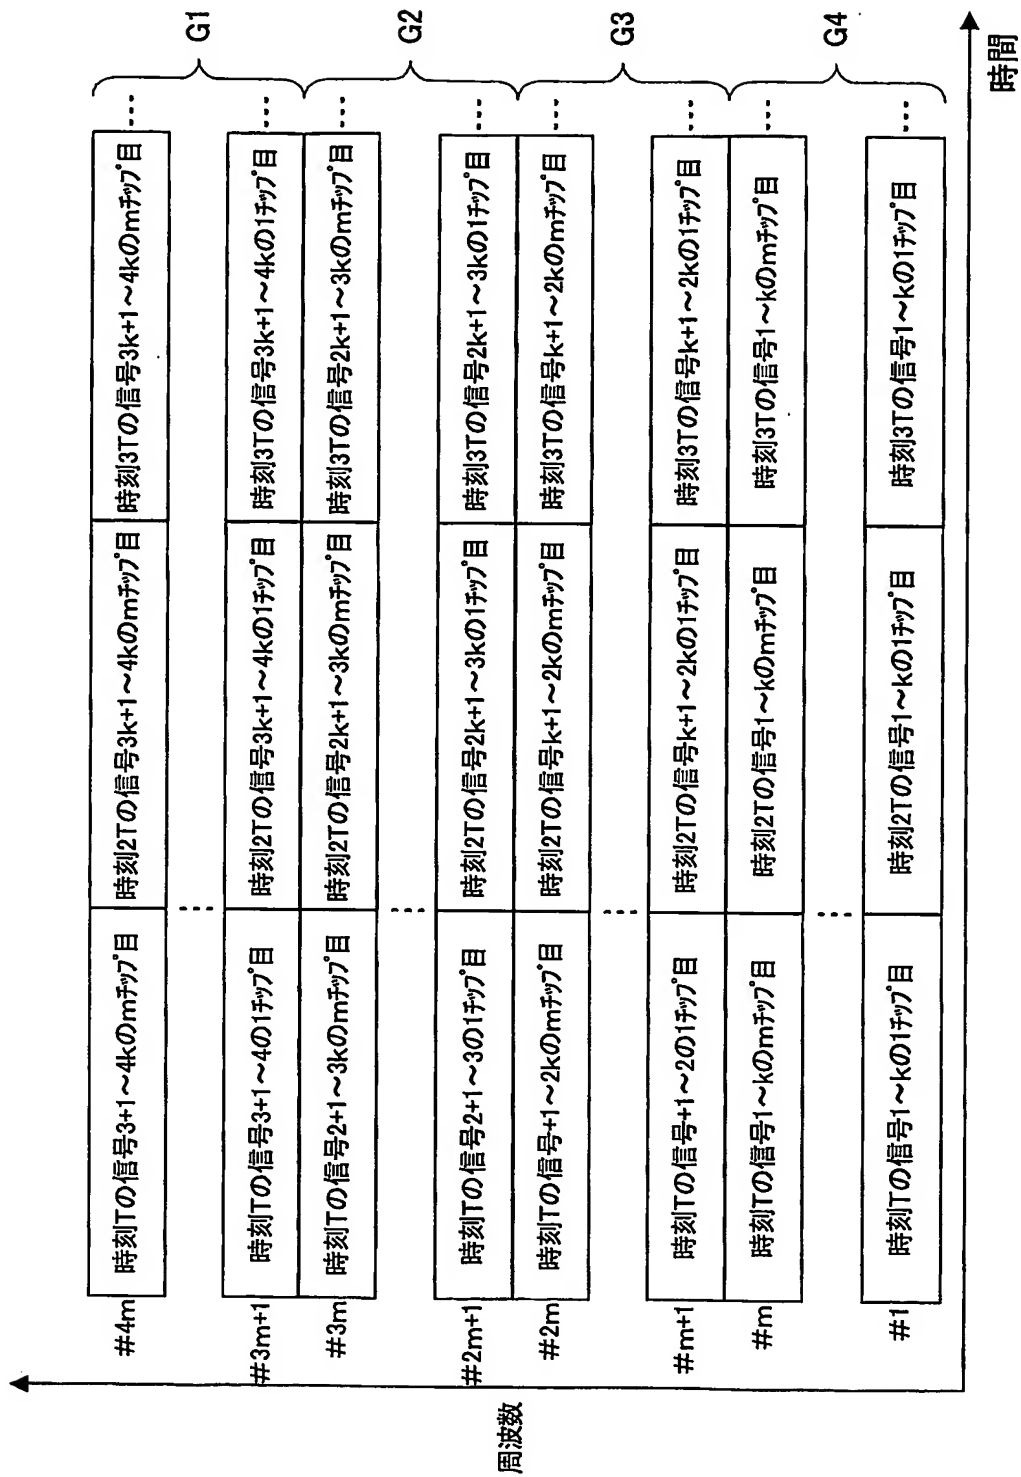 周波数
#4m 時刻Tの信号3+1～4kのmチップ目 時刻2Tの信号3k+1～4kのmチップ目 時刻3Tの信号3k+1～4kのmチップ目 ...
G1
#3m+1 時刻Tの信号3+1～4の1チップ目 時刻2Tの信号3k+1～4kの1チップ目 時刻3Tの信号3k+1～4kの1チップ目 ...
#3m 時刻Tの信号2+1～3kのmチップ目 時刻2Tの信号2k+1～3kのmチップ目 時刻3Tの信号2k+1～3kのmチップ目 ...
G2
#2m+1 時刻Tの信号2+1～3の1チップ目 時刻2Tの信号2k+1～3kの1チップ目 時刻3Tの信号2k+1～3kの1チップ目 ...
#2m 時刻Tの信号+1～2kのmチップ目 時刻2Tの信号k+1～2kのmチップ目 時刻3Tの信号k+1～2kのmチップ目 ...
G3
#m+1 時刻Tの信号+1～2の1チップ目 時刻2Tの信号k+1～2kの1チップ目 時刻3Tの信号k+1～2kの1チップ目 ...
#m 時刻Tの信号1～kのmチップ目 時刻2Tの信号1～kのmチップ目 時刻3Tの信号1～kのmチップ目 ...
G4
#1 時刻Tの信号1～kの1チップ目 時刻2Tの信号1～kの1チップ目 時刻3Tの信号1～kの1チップ目 ...
時間